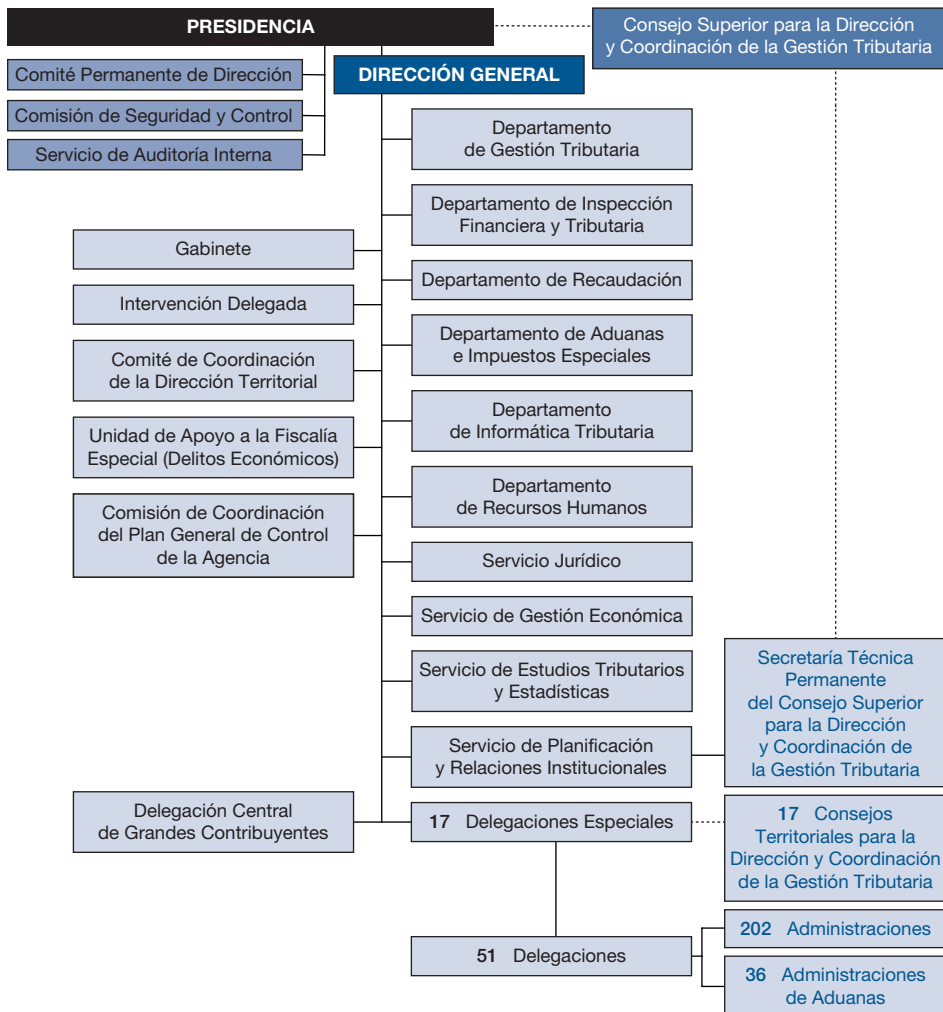 PRESIDENCIA
Consejo Superior para la Dirección
y Coordinación de la Gestión Tributaria
Comité Permanente de Dirección
Comisión de Seguridad y Control
Servicio de Auditoría Interna
DIRECCIÓN GENERAL
Departamento
de Gestión Tributaria
Departamento de Inspección
Financiera y Tributaria
Gabinete
Departamento de Recaudación
Intervención Delegada
Departamento de Aduanas
e Impuestos Especiales
Comité de Coordinación
de la Dirección Territorial
Departamento
de Informática Tributaria
Unidad de Apoyo a la Fiscalía
Especial (Delitos Económicos)
Departamento
de Recursos Humanos
Comisión de Coordinación
del Plan General de Control
de la Agencia
Servicio Jurídico
Servicio de Gestión Económica
Servicio de Estudios Tributarios
y Estadísticas
Servicio de Planificación
y Relaciones Institucionales
Secretaría Técnica
Permanente
del Consejo Superior
para la Dirección
y Coordinación de
la Gestión Tributaria
Delegación Central
de Grandes Contribuyentes
17 Delegaciones Especiales
17 Consejos
Territoriales para la
Dirección y Coordinación
de la Gestión Tributaria
51 Delegaciones
202 Administraciones
36 Administraciones
de Aduanas